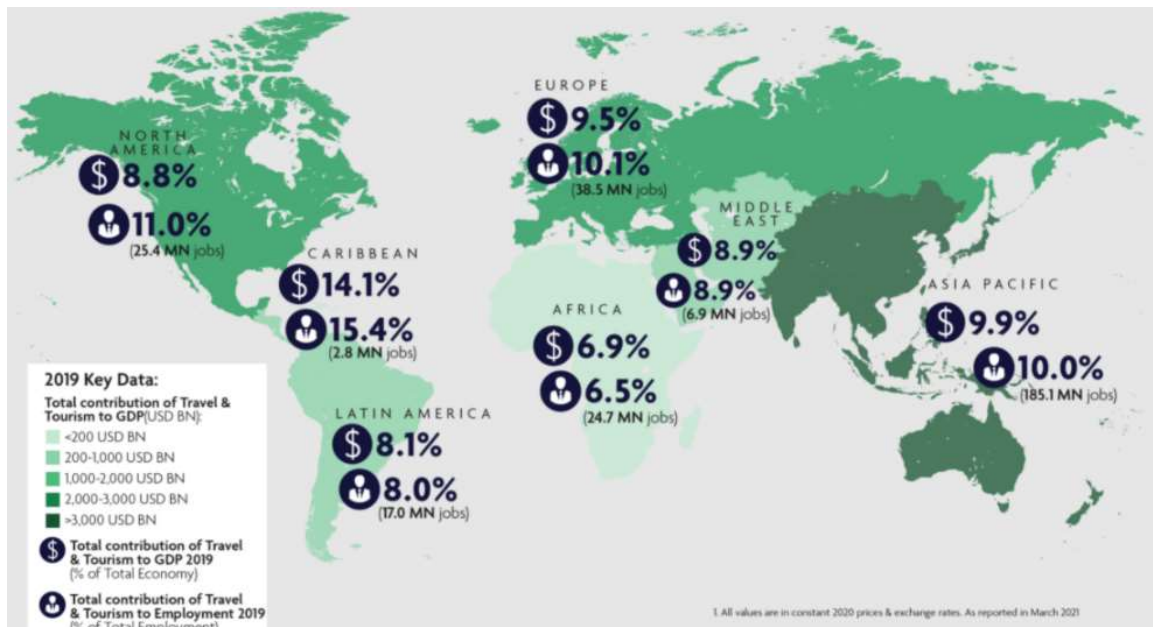 NORTH
AMERICA
$ 8.8%
11.0%
(25.4 MN jobs)
CARIBBEAN
$ 14.1%
15.4%
(2.8 MN jobs)
LATIN AMERICA
$ 8.1%
8.0%
(17.0 MN jobs)
EUROPE
$ 9.5%
10.1%
(38.5 MN jobs)
AFRICA
$ 6.9%
6.5%
(24.7 MN jobs)
MIDDLE
EAST
$ 8.9%
8.9%
(6.9 MN jobs)
ASIA PACIFIC
$ 9.9%
10.0%
(185.1 MN jobs)
2019 Key Data:
Total contribution of Travel &
Tourism to GDP(USD BN):
<200 USD BN
200-1,000 USD BN
1,000-2,000 USD BN
2,000-3,000 USD BN
>3,000 USD BN
$ Total contribution of Travel
& Tourism to GDP 2019
(% of Total Economy)
Total contribution of Travel
& Tourism to Employment 2019
(% of Total Employment)
1. All values are in constant 2020 prices & exchange rates. As reported in March 2021